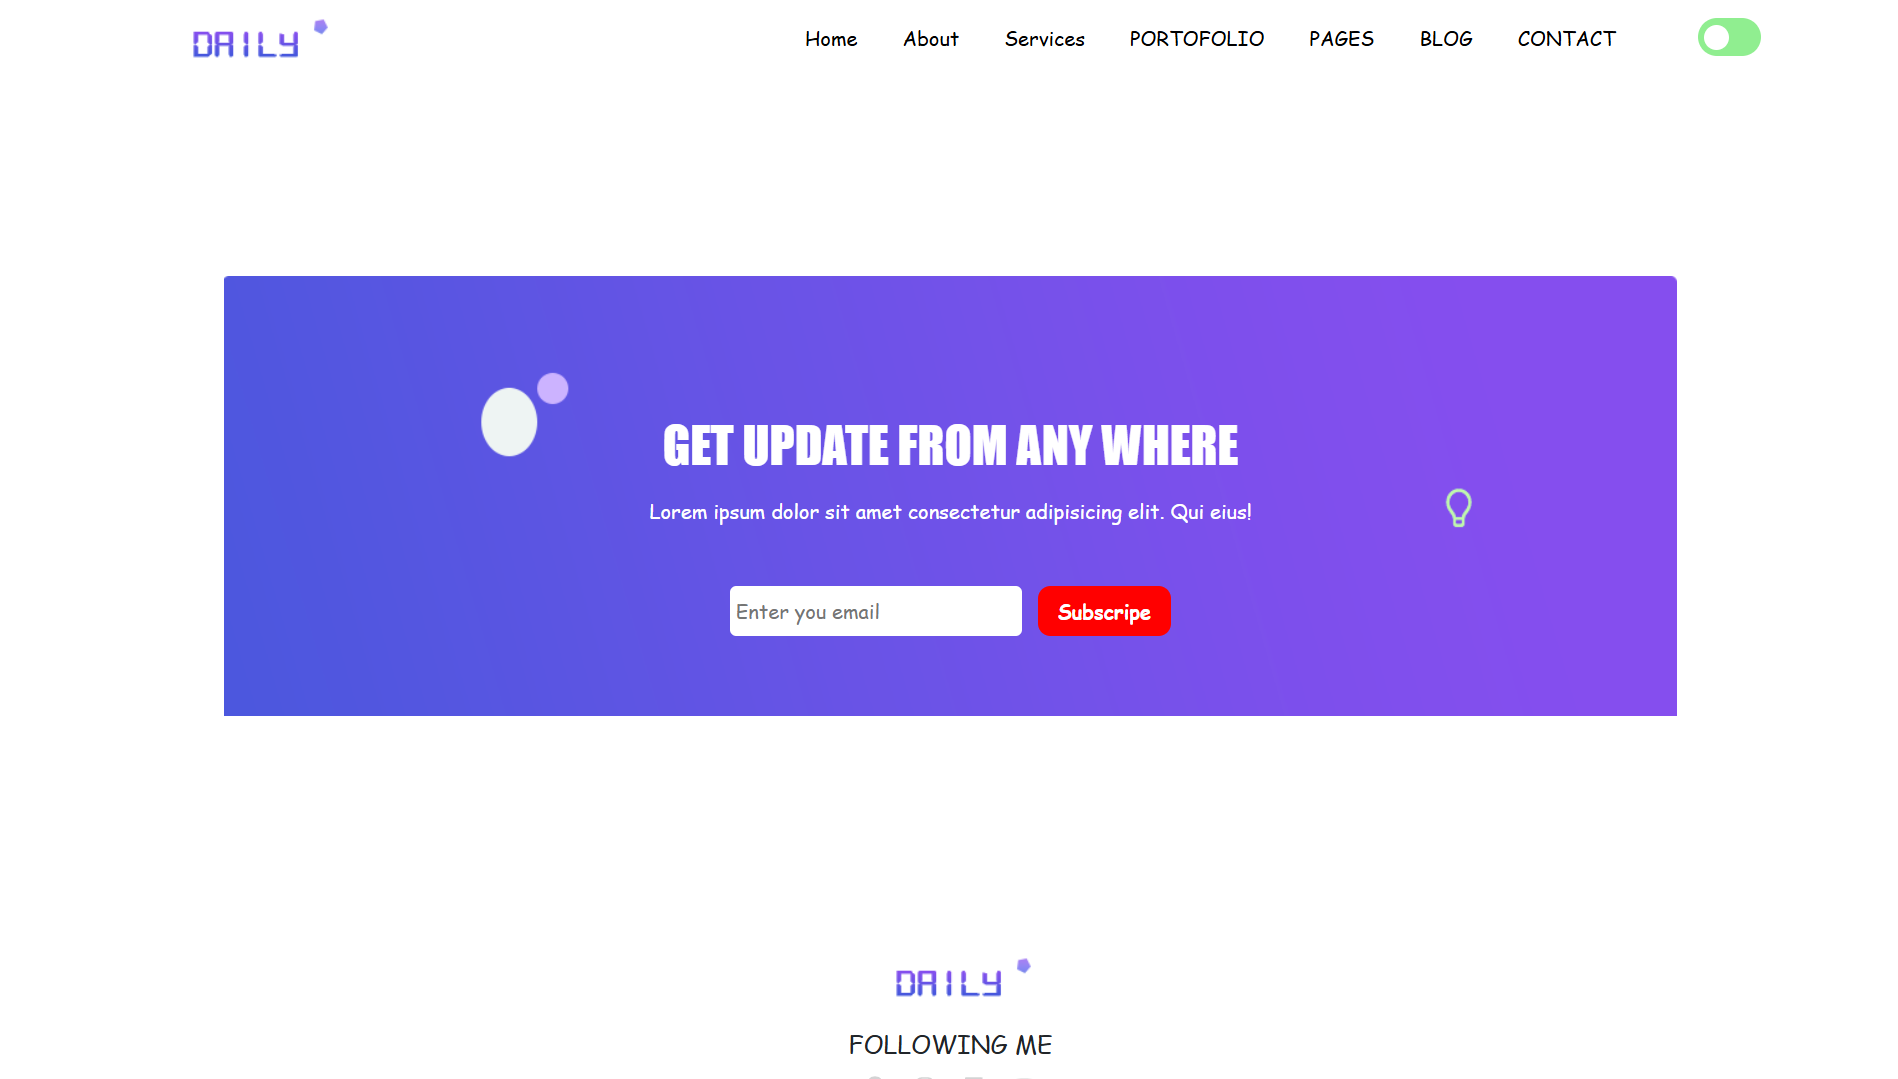 DAILY
Home About Services PORTOFOLIO PAGES BLOG CONTACT
GET UPDATE FROM ANY WHERE
Lorem ipsum dolor sit amet consectetur adipisicing elit. Qui eius!
Enter you email Subscripe
DAILY
FOLLOWING ME